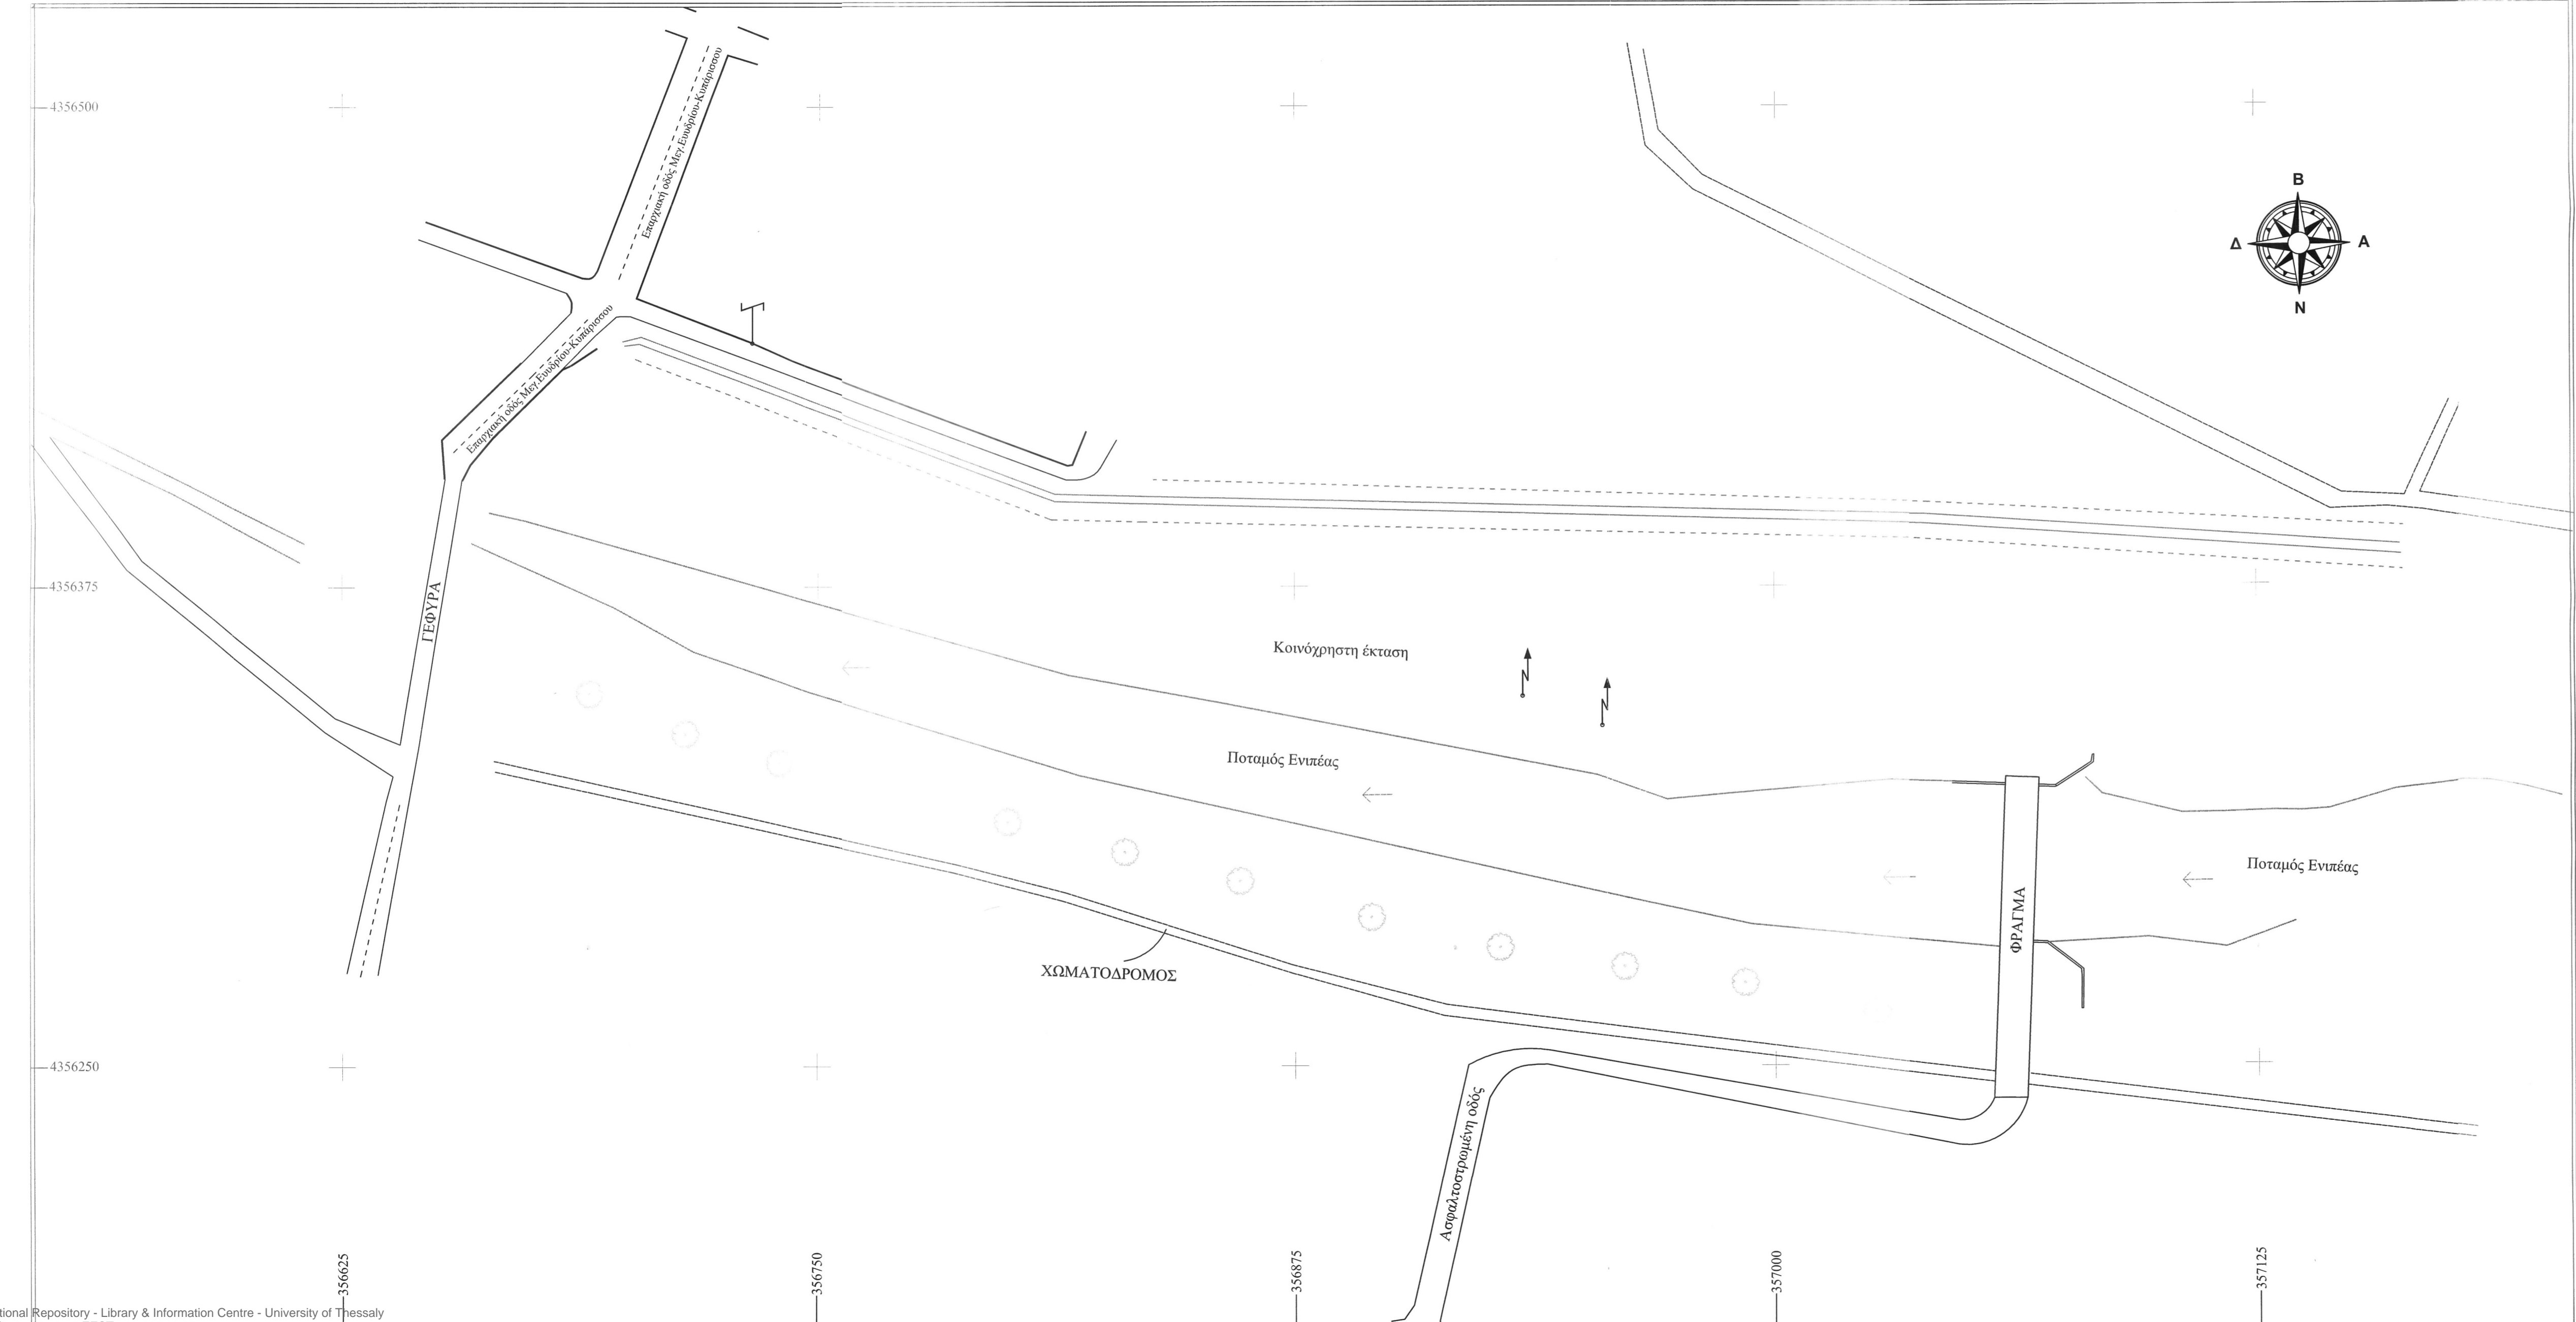 4356500
Επαρχιακή οδός Μεγ.Ευυδρίου-Κυπάρισσου
Β
Δ
Α
Ν
Επαρχιακή οδός Μεγ.Ευυδρίου-Κυπάρισσου
4356375
ΓΕΦΥΡΑ
Κοινόχρηστη έκταση
Ποταμός Ενιπέας
Ποταμός Ενιπέας
ΦΡΑΓΜΑ
ΧΩΜΑΤΟΔΡΟΜΟΣ
4356250
Ασφαλτοστρωμένη οδός
356625
356750
356875
357000
357125
Repository - Library & Information Centre - University of Thessaly